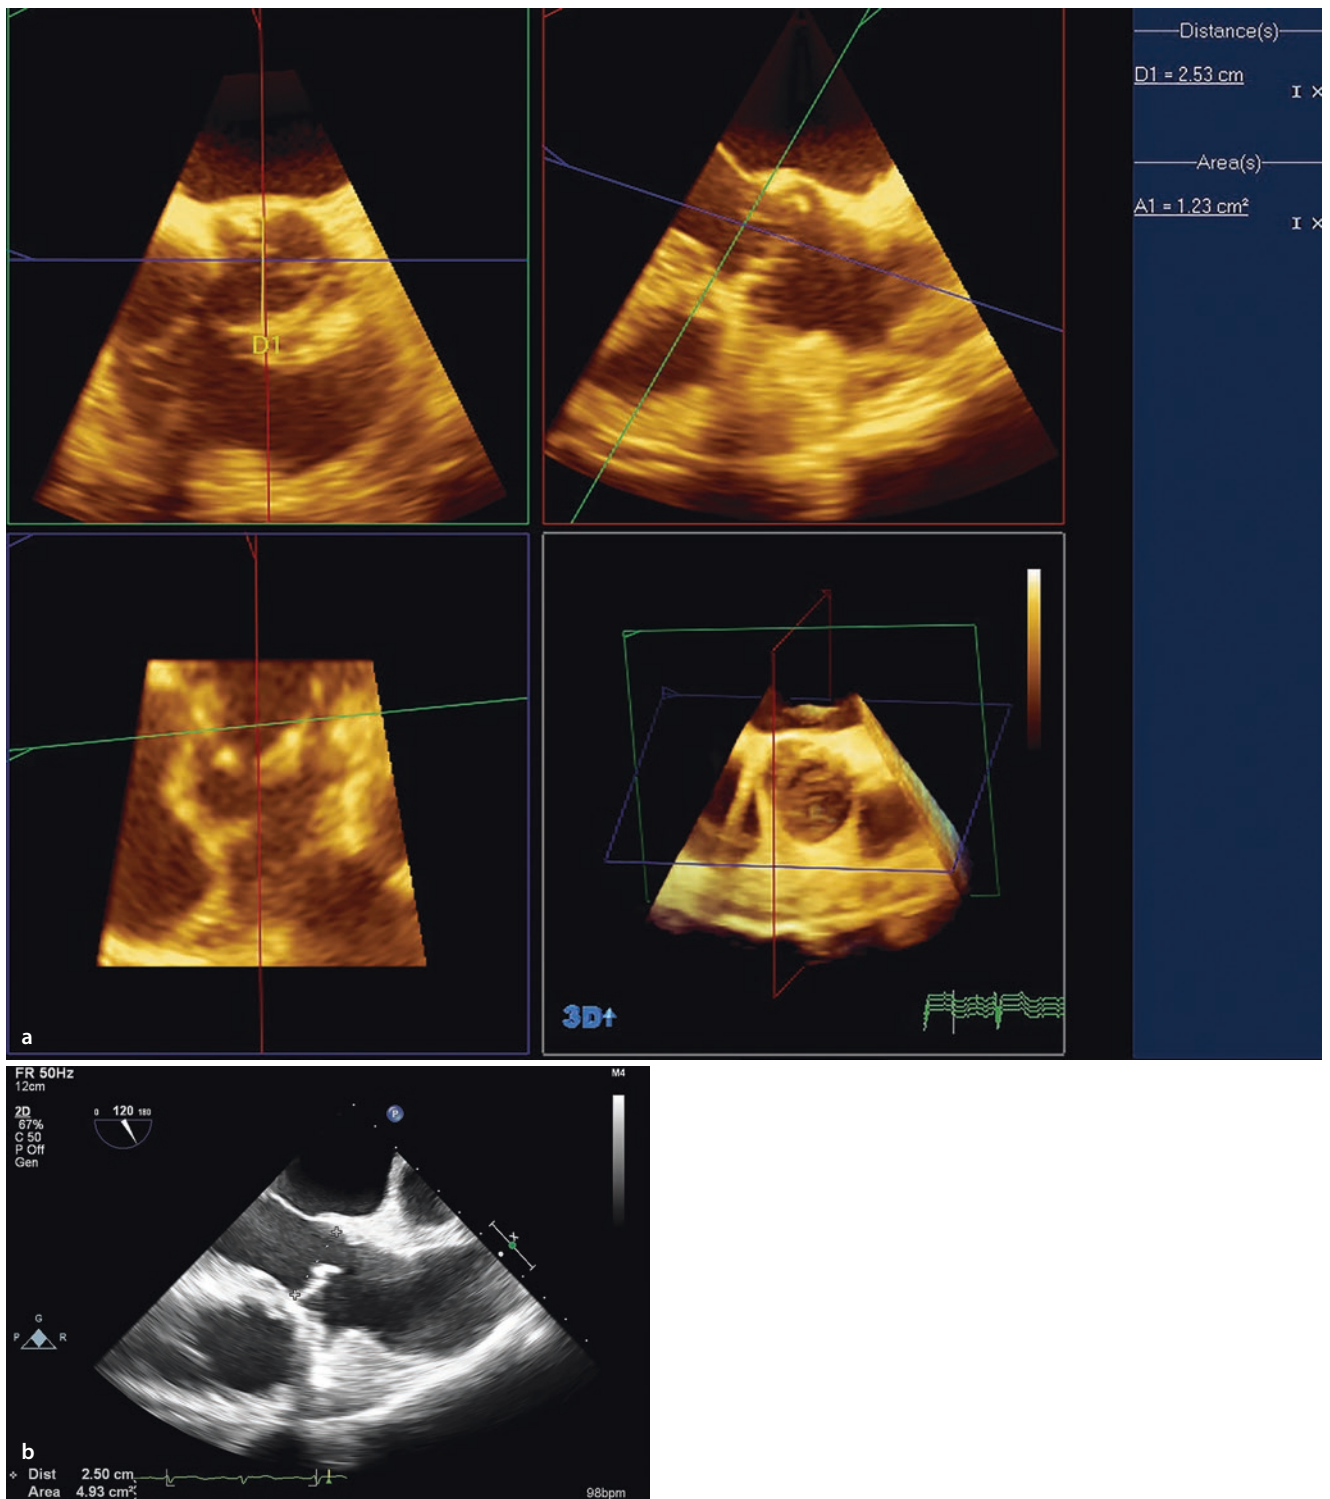 Distance(s)
D1 = 2.53 cm
I X
Area(s)
A1 = 1.23 cm²
I X
D1
3D
a
FR 50Hz
12cm
M4
2D
67%
C 50
P Off
Gen
0 120 180
P
X
G
P R
b
Dist 2.50 cm
Area 4.93 cm²
98bpm